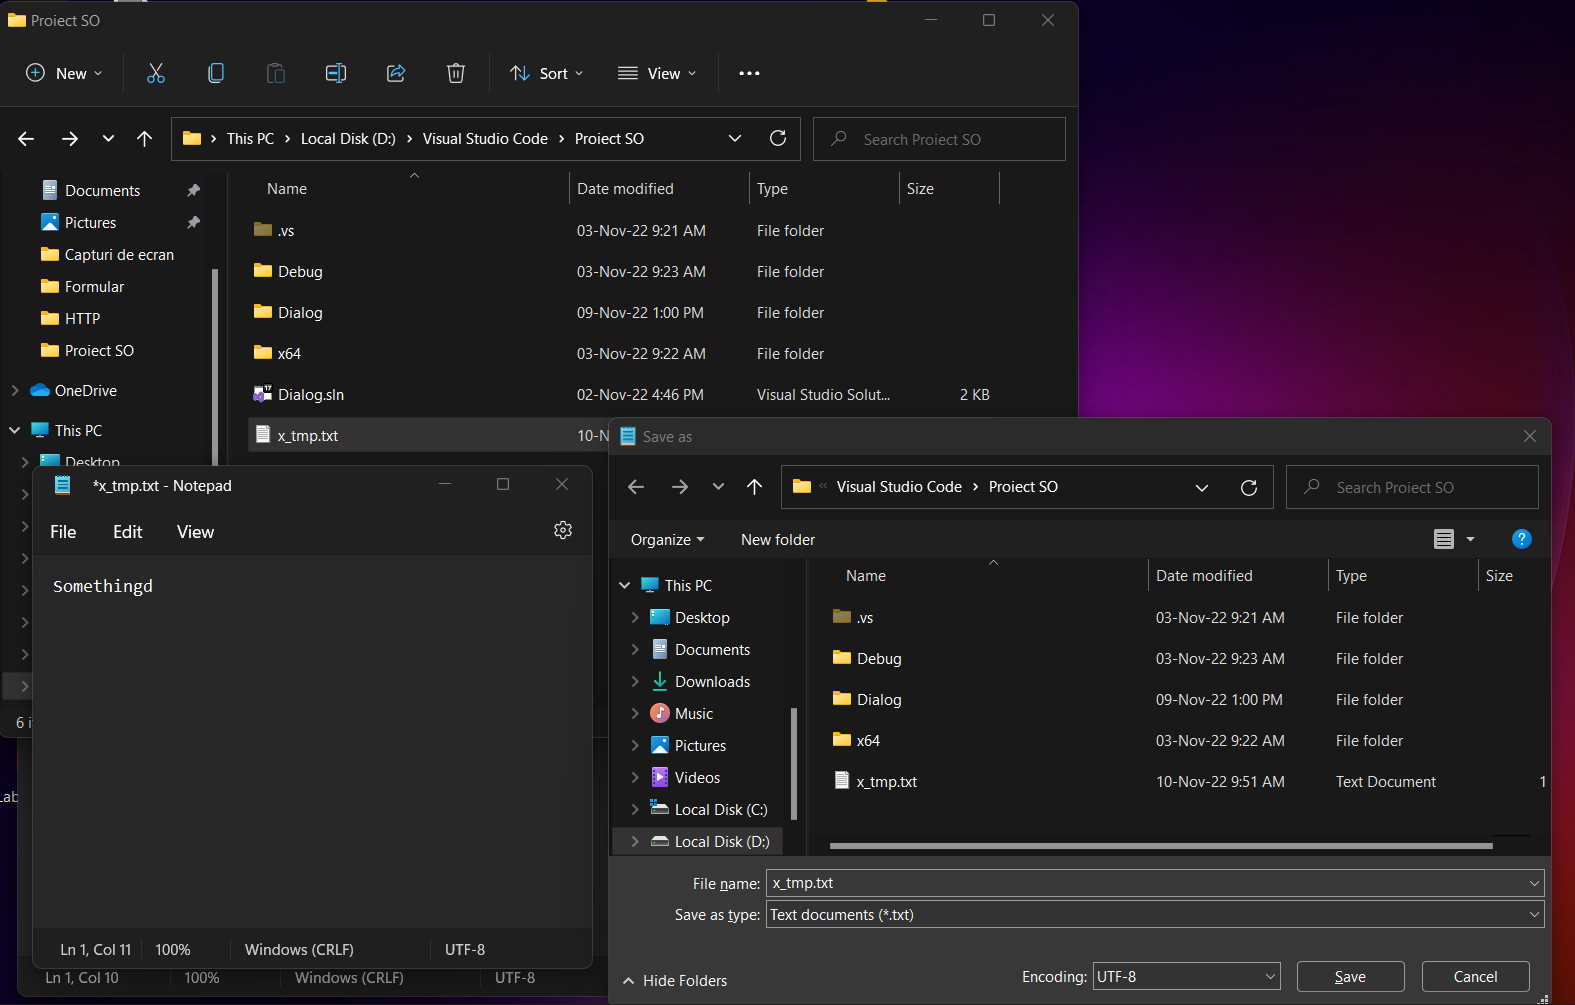 Proiect SO
New
Sort
View
This PC > Local Disk (D:) > Visual Studio Code > Proiect SO
Search Proiect SO
Documents
Pictures
Capturi de ecran
Formular
HTTP
Proiect SO
OneDrive
This PC
Desktop
Name Date modified Type Size
.vs 03-Nov-22 9:21 AM File folder
Debug 03-Nov-22 9:23 AM File folder
Dialog 09-Nov-22 1:00 PM File folder
x64 03-Nov-22 9:22 AM File folder
Dialog.sln 02-Nov-22 4:46 PM Visual Studio Solut... 2 KB
x_tmp.txt 10-N
6 i
Lab
*x_tmp.txt - Notepad
File Edit View
Somethingd
Ln 1, Col 11 100% Windows (CRLF) UTF-8
Ln 1, Col 10 100% Windows (CRLF) UTF-8
Save as
« Visual Studio Code > Proiect SO
Search Proiect SO
Organize New folder
?
This PC
Desktop
Documents
Downloads
Music
Pictures
Videos
Local Disk (C:)
Local Disk (D:)
Name Date modified Type Size
.vs 03-Nov-22 9:21 AM File folder
Debug 03-Nov-22 9:23 AM File folder
Dialog 09-Nov-22 1:00 PM File folder
x64 03-Nov-22 9:22 AM File folder
x_tmp.txt 10-Nov-22 9:51 AM Text Document 1
File name: x_tmp.txt
Save as type: Text documents (*.txt)
Hide Folders
Encoding: UTF-8
Save
Cancel